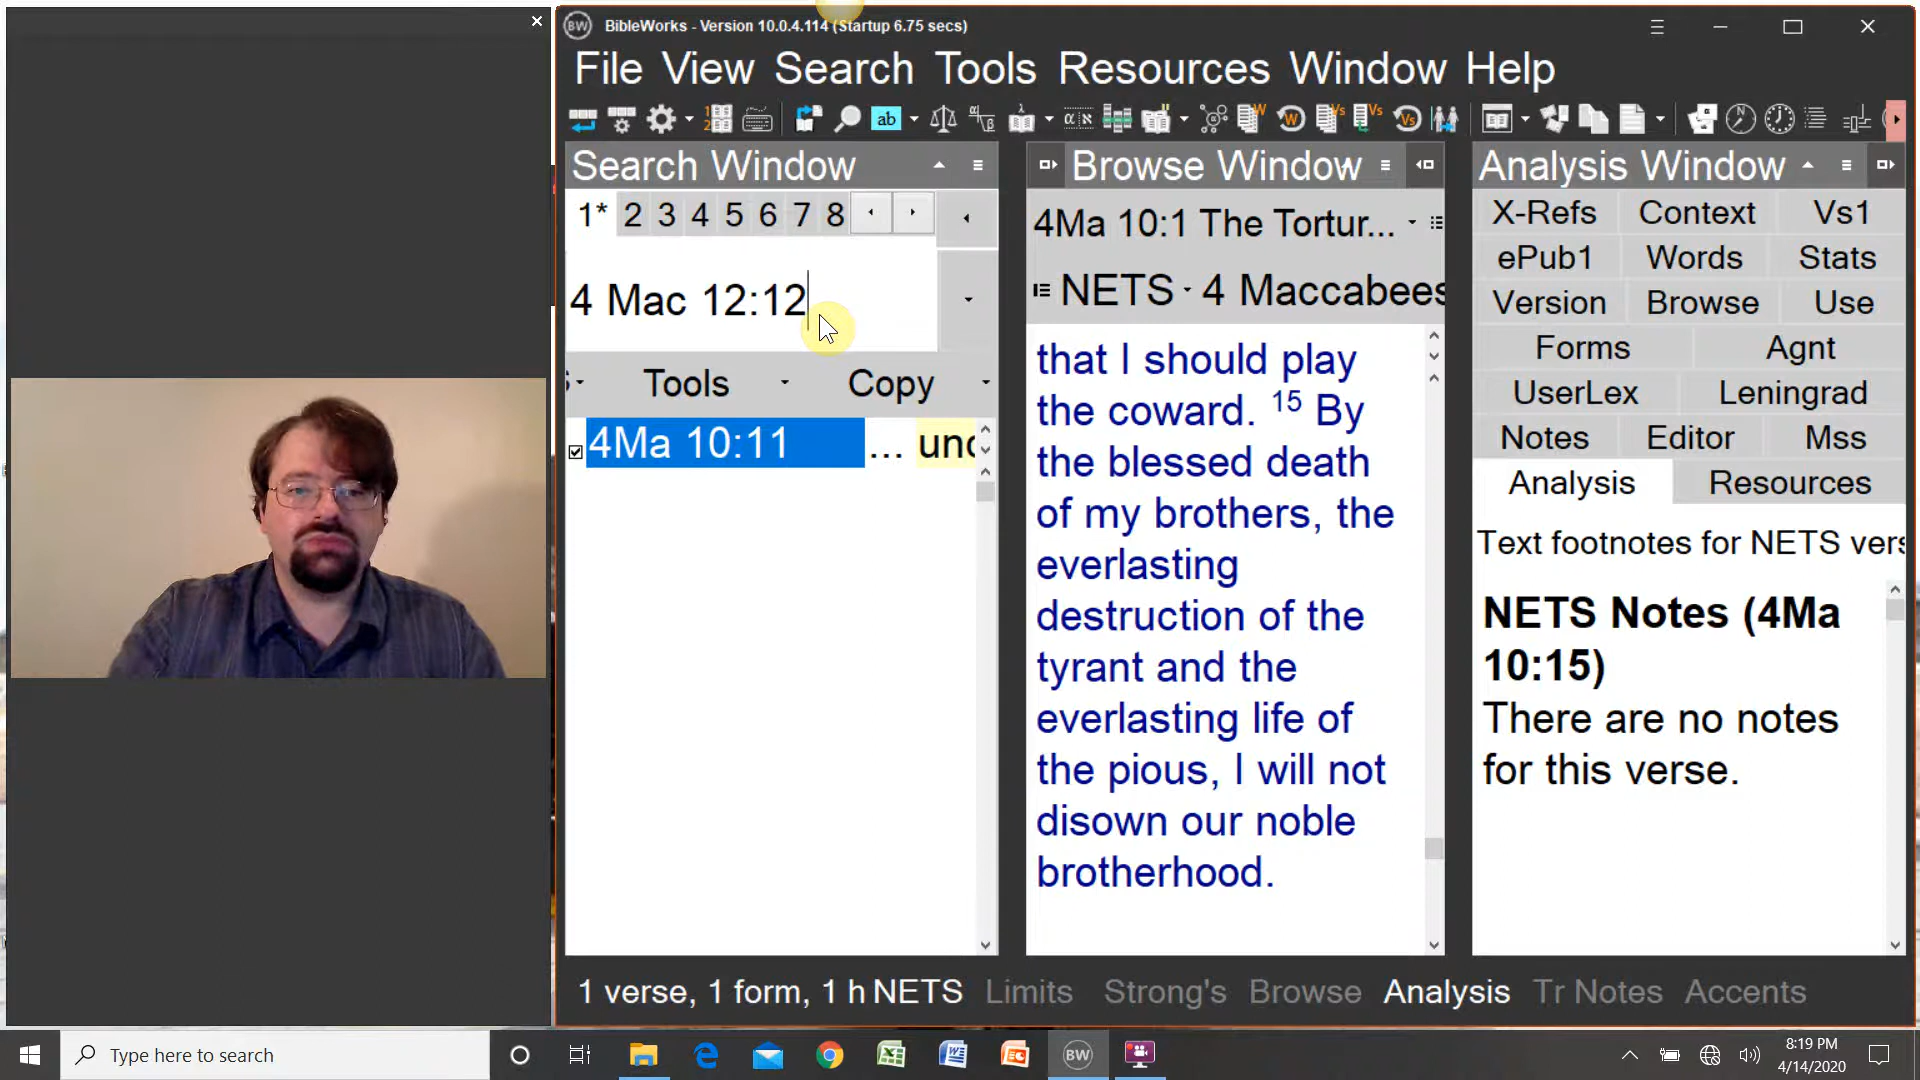 BW BibleWorks - Version 10.0.4.114 (Startup 6.75 secs)
File View Search Tools Resources Window Help
Search Window
1* 2 3 4 5 6 7 8
4 Mac 12:12
Tools Copy
4Ma 10:11 ... unc
Browse Window
4Ma 10:1 The Tortur...
NETS 4 Maccabees
that I should play
the coward. 15 By
the blessed death
of my brothers, the
everlasting
destruction of the
tyrant and the
everlasting life of
the pious, I will not
disown our noble
brotherhood.
Analysis Window
X-Refs Context Vs1
ePub1 Words Stats
Version Browse Use
Forms Agnt
UserLex Leningrad
Notes Editor Mss
Analysis Resources
Text footnotes for NETS vers
NETS Notes (4Ma
10:15)
There are no notes
for this verse.
1 verse, 1 form, 1 h NETS Limits Strong's Browse Analysis Tr Notes Accents
Type here to search
BW
8:19 PM
4/14/2020